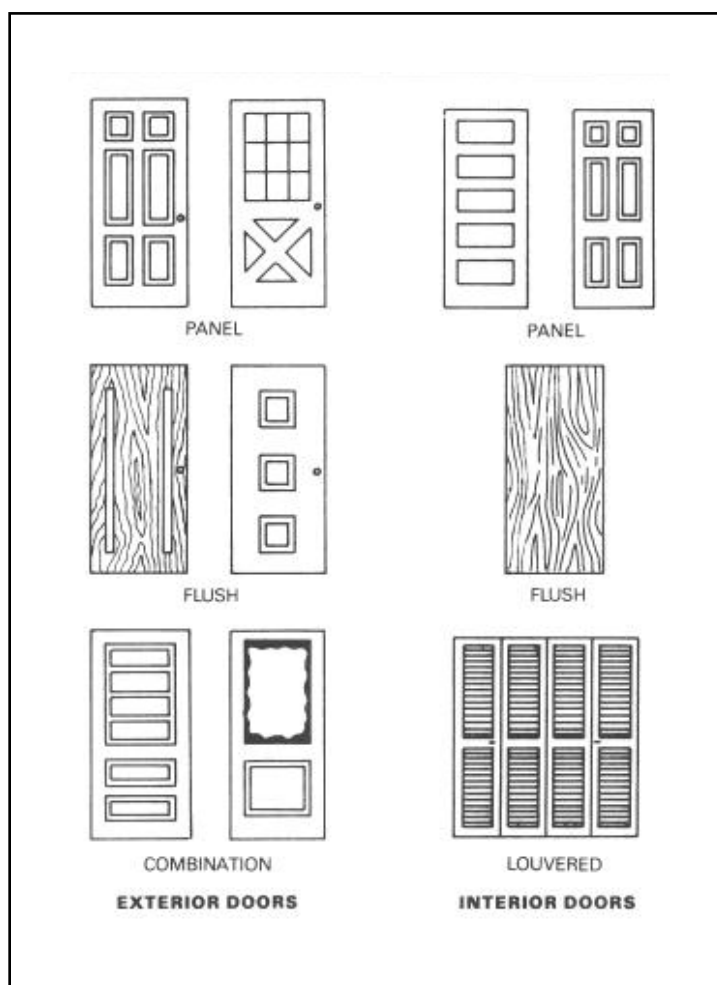 PANEL
PANEL
FLUSH
FLUSH
COMBINATION
LOUVERED
EXTERIOR DOORS
INTERIOR DOORS